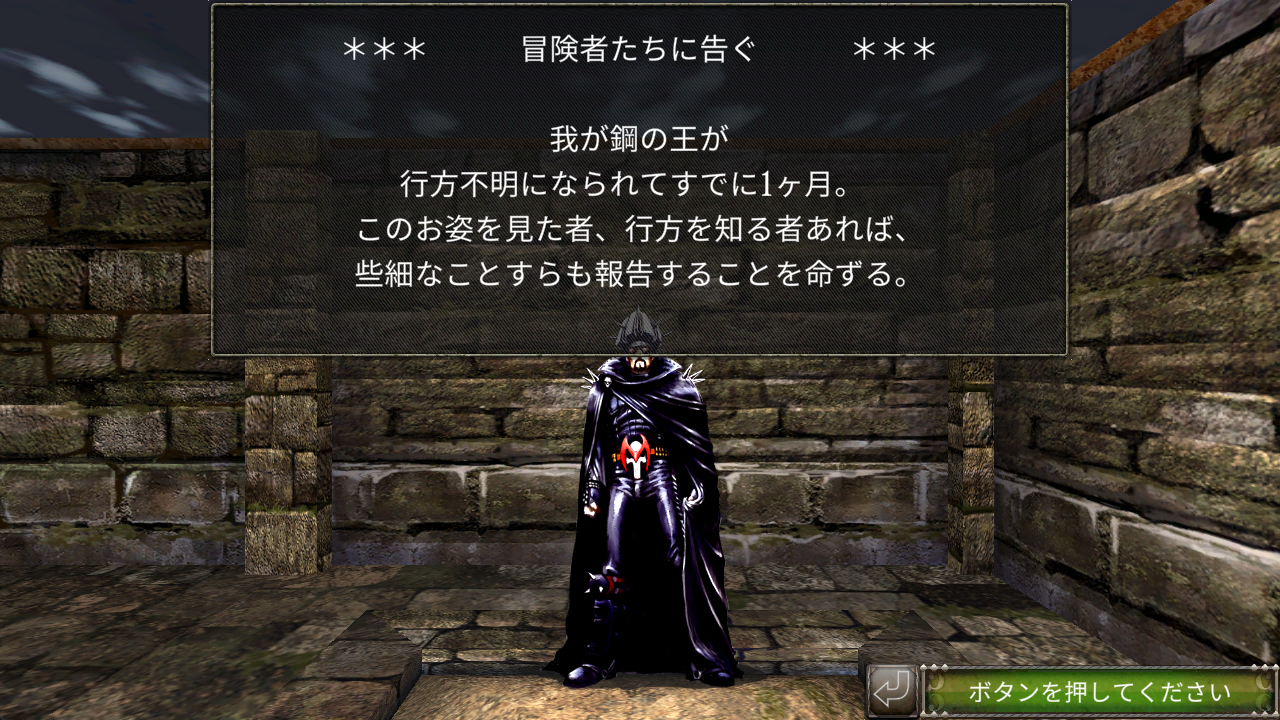 ＊＊＊　　冒険者たちに告ぐ　　＊＊＊
我が鋼の王が
行方不明になられてすでに1ヶ月。
このお姿を見た者、行方を知る者あれば、
些細なことすらも報告することを命ずる。
ボタンを押してください